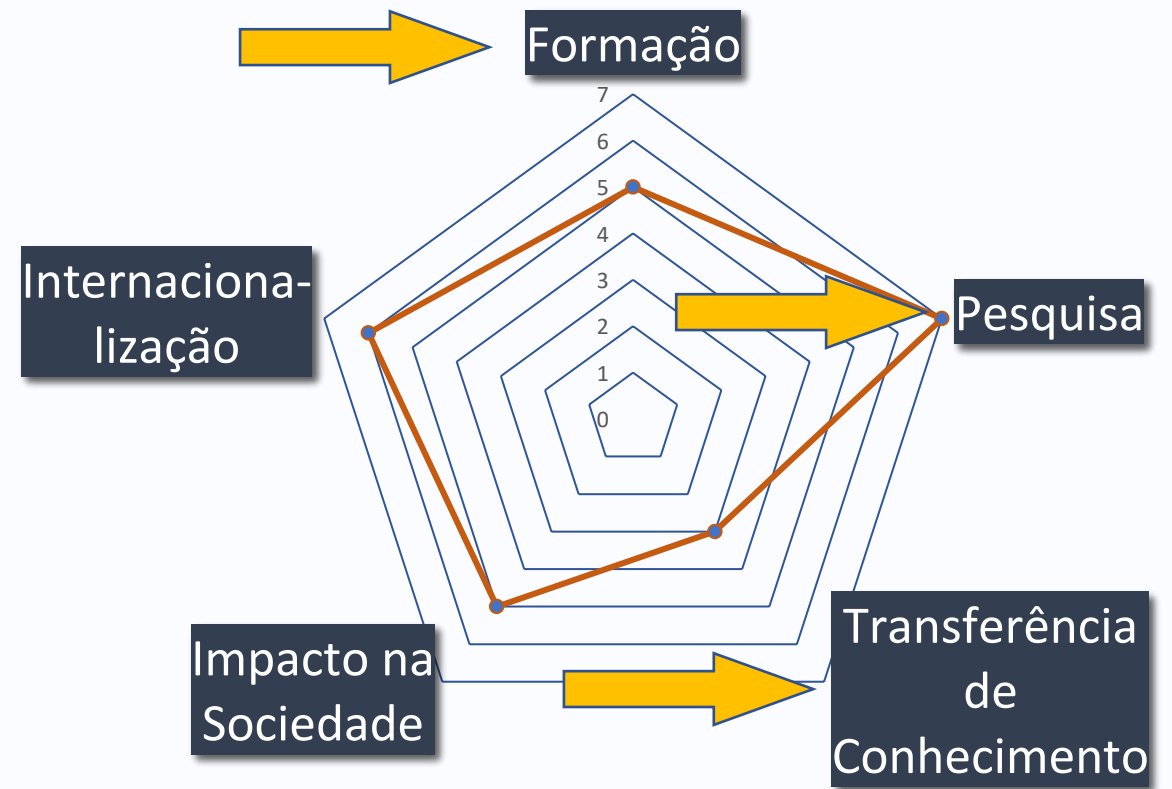 Formação
7
6
5
4
3
2
1
0
Internaciona-
lização
Pesquisa
Impacto na
Sociedade
Transferência
de
Conhecimento